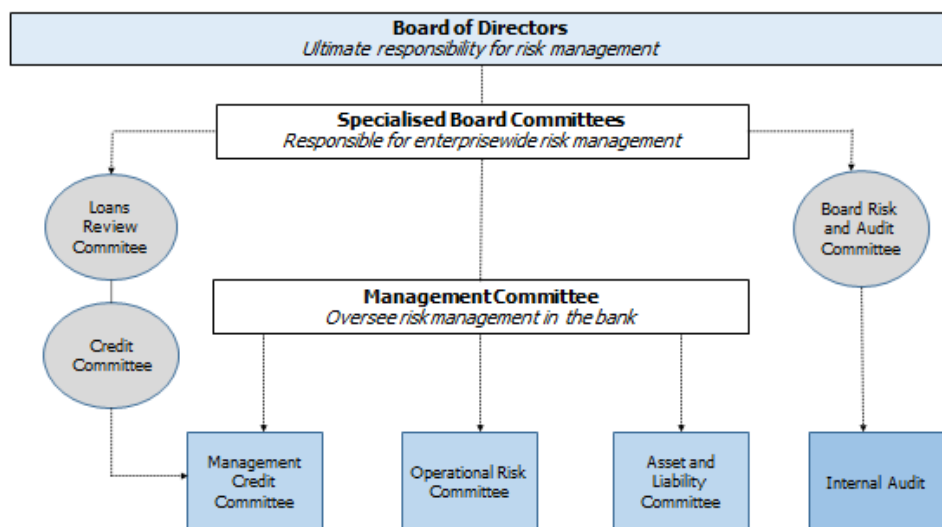 Board of Directors
Ultimate responsibility for risk management
Specialised Board Committees
Responsible for enterprisewide risk management
Loans
Review
Commitee
Board Risk
and Audit
Committee
Management Committee
Oversee risk management in the bank
Credit
Committee
Management
Credit
Committee
Operational Risk
Committee
Asset and
Liability
Committee
Internal Audit